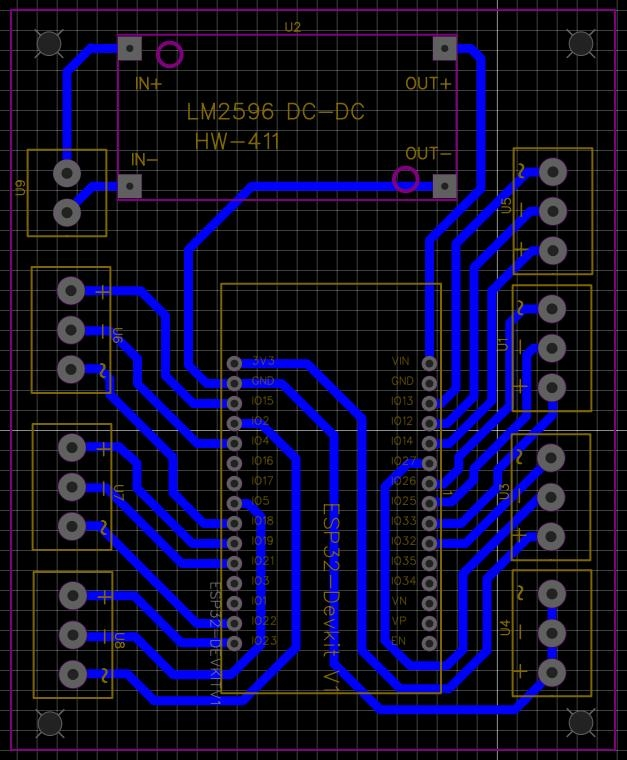 U2
IN+
OUT+
LM2596 DC-DC
HW-411
IN-
OUT-
U9
U5
~
-
+
U6
+
-
~
U1
~
-
+
3V3
GND
IO15
IO2
IO4
IO16
IO17
IO5
IO18
IO19
IO21
IO3
IO1
IO22
IO23
VIN
GND
IO13
IO12
IO14
IO27
IO26
IO25
IO33
IO32
IO35
IO34
VN
VP
EN
1
ESP32-Devkit V1
ESP32-DEVKITV1
U7
+
-
~
U3
~
-
+
U8
+
-
~
U4
~
-
+